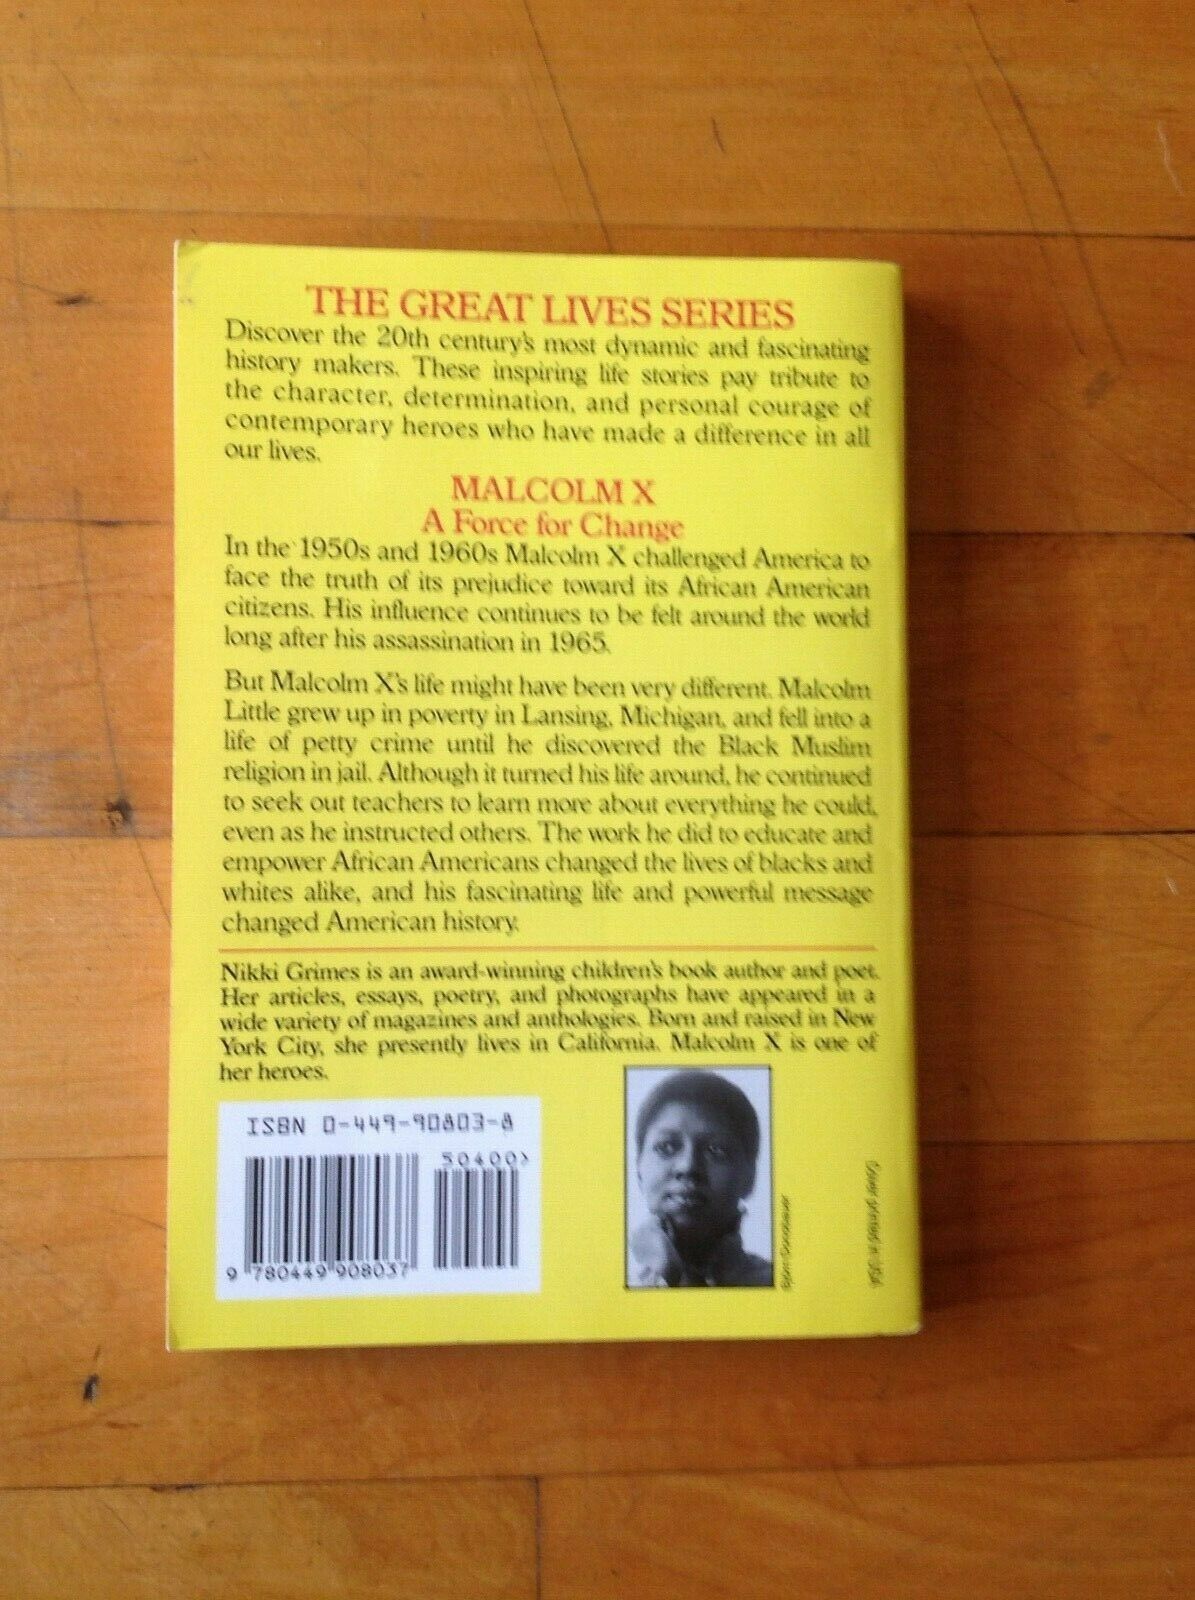 THE GREAT LIVES SERIES
Discover the 20th century's most dynamic and fascinating
history makers. These inspiring life stories pay tribute to
the character, determination, and personal courage of
contemporary heroes who have made a difference in all
our lives.
MALCOLM X
A Force for Change
In the 1950s and 1960s Malcolm X challenged America to
face the truth of its prejudice toward its African American
citizens. His influence continues to be felt around the world
long after his assassination in 1965.
But Malcolm X's life might have been very different. Malcolm
Little grew up in poverty in Lansing, Michigan, and fell into a
life of petty crime until he discovered the Black Muslim
religion in jail. Although it turned his life around, he continued
to seek out teachers to learn more about everything he could,
even as he instructed others. The work he did to educate and
empower African Americans changed the lives of blacks and
whites alike, and his fascinating life and powerful message
changed American history.
Nikki Grimes is an award-winning children's book author and poet.
Her articles, essays, poetry, and photographs have appeared in a
wide variety of magazines and anthologies. Born and raised in New
York City, she presently lives in California. Malcolm X is one of
her heroes.
ISBN 0-449-90803-8
50400>
9 780449 908037
Cover printed in USA